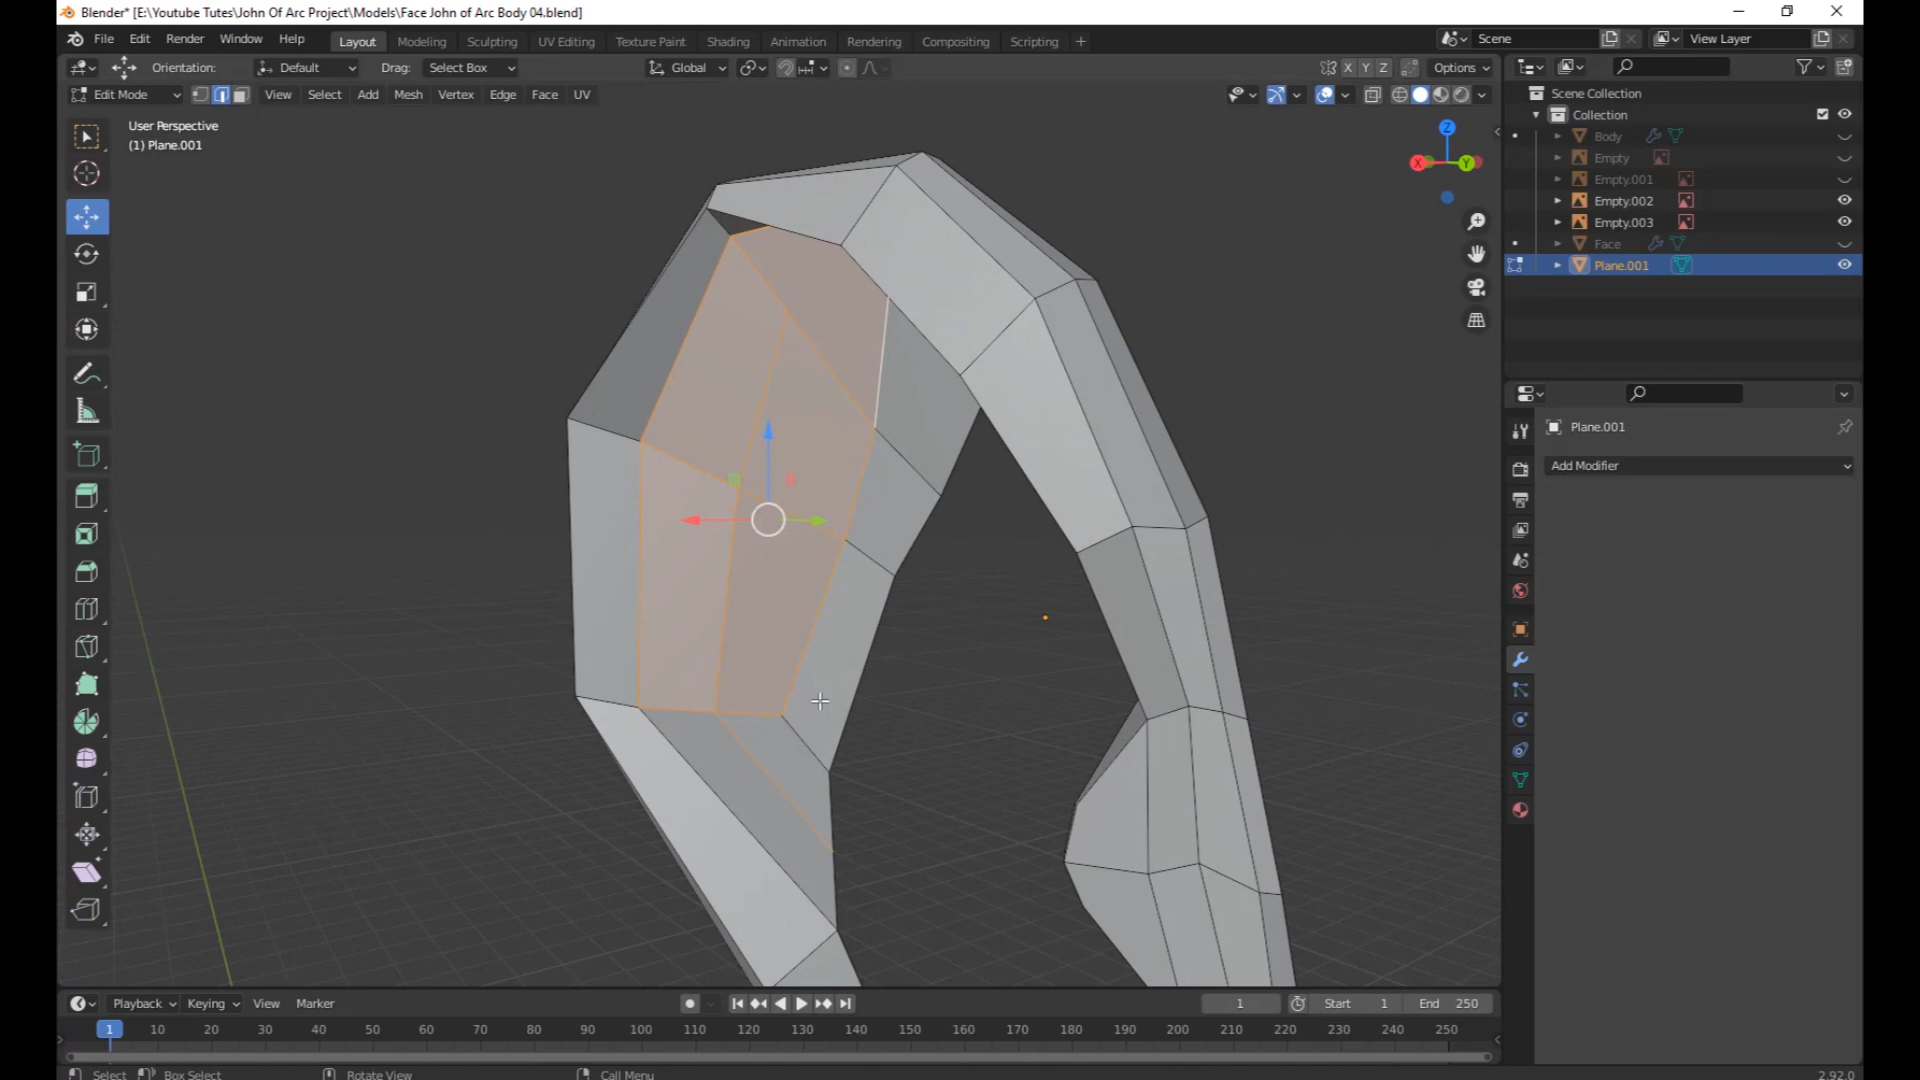 Blender* [E:\Youtube Tutes\John Of Arc Project\Models\Face John of Arc Body 04.blend]
File Edit Render Window Help Layout Modeling Sculpting UV Editing Texture Paint Shading Animation Rendering Compositing Scripting + Scene View Layer
Orientation: Default Drag: Select Box Global X Y Z Options
Edit Mode View Select Add Mesh Vertex Edge Face UV
User Perspective
(1) Plane.001
Z
X
Y
Scene Collection
Collection
Body
Empty
Empty.001
Empty.002
Empty.003
Face
Plane.001
Plane.001
Add Modifier
Playback Keying View Marker 1 Start 1 End 250
1 10 20 30 40 50 60 70 80 90 100 110 120 130 140 150 160 170 180 190 200 210 220 230 240 250
Select Box Select Rotate View Call Menu 2.92.0